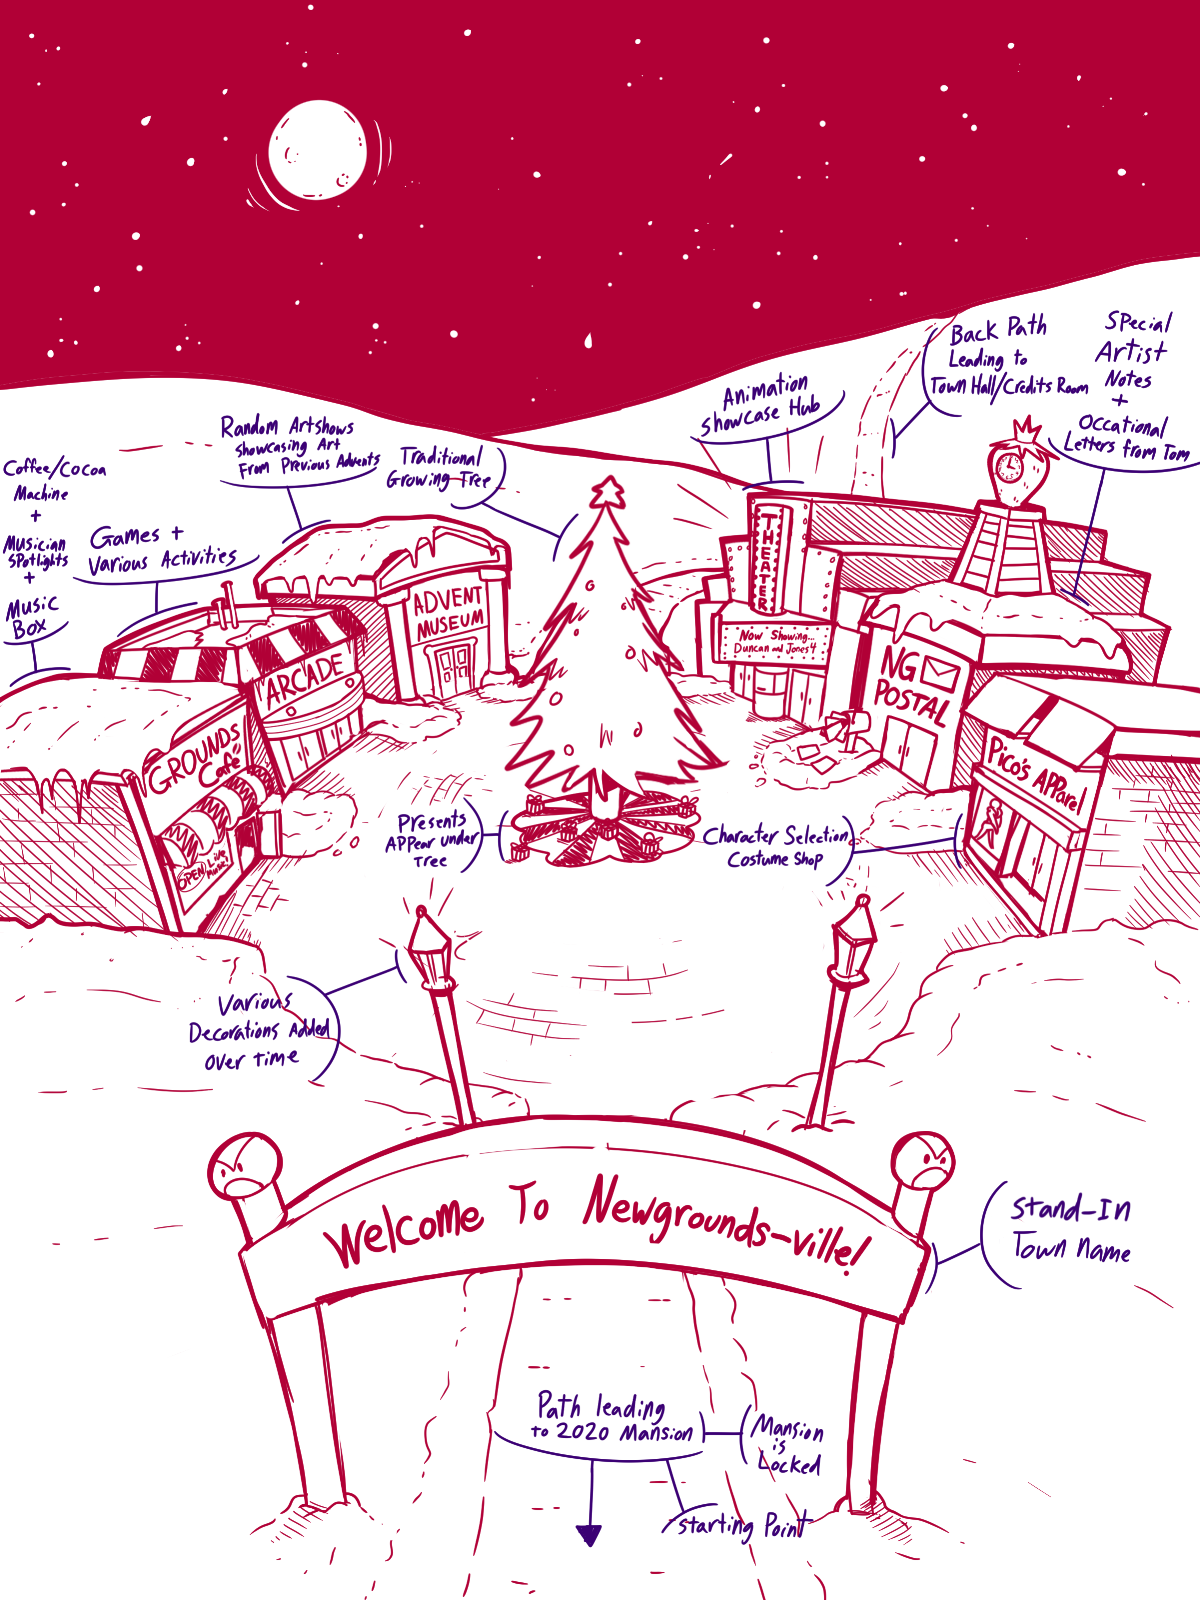 Back Path
Leading to
Town Hall/Credits Room
SPecial
Artist
Notes
+
Occational
Letters from Tom
Animation
Showcase Hub
Random Artshows
Showcasing Art
From Previous Advents
Traditional
Growing Tree
Coffee/Cocoa
Machine
+
Musician
SPotlights
+
Music
Box
Games +
Various Activities
THEATER
Now Showing...
Duncan and Jones 4
ADVENT
MUSEUM
ARCADE
NG
POSTAL
GROUNDS
Café
OPEN
Live
Music!
Pico's APParel
Presents
APPear under
Tree
Character Selection
Costume Shop
Various
Decorations Added
over time
Welcome To Newgrounds-ville!
Stand-In
Town name
Path leading
to 2020 Mansion
Mansion
is
Locked
Starting Point